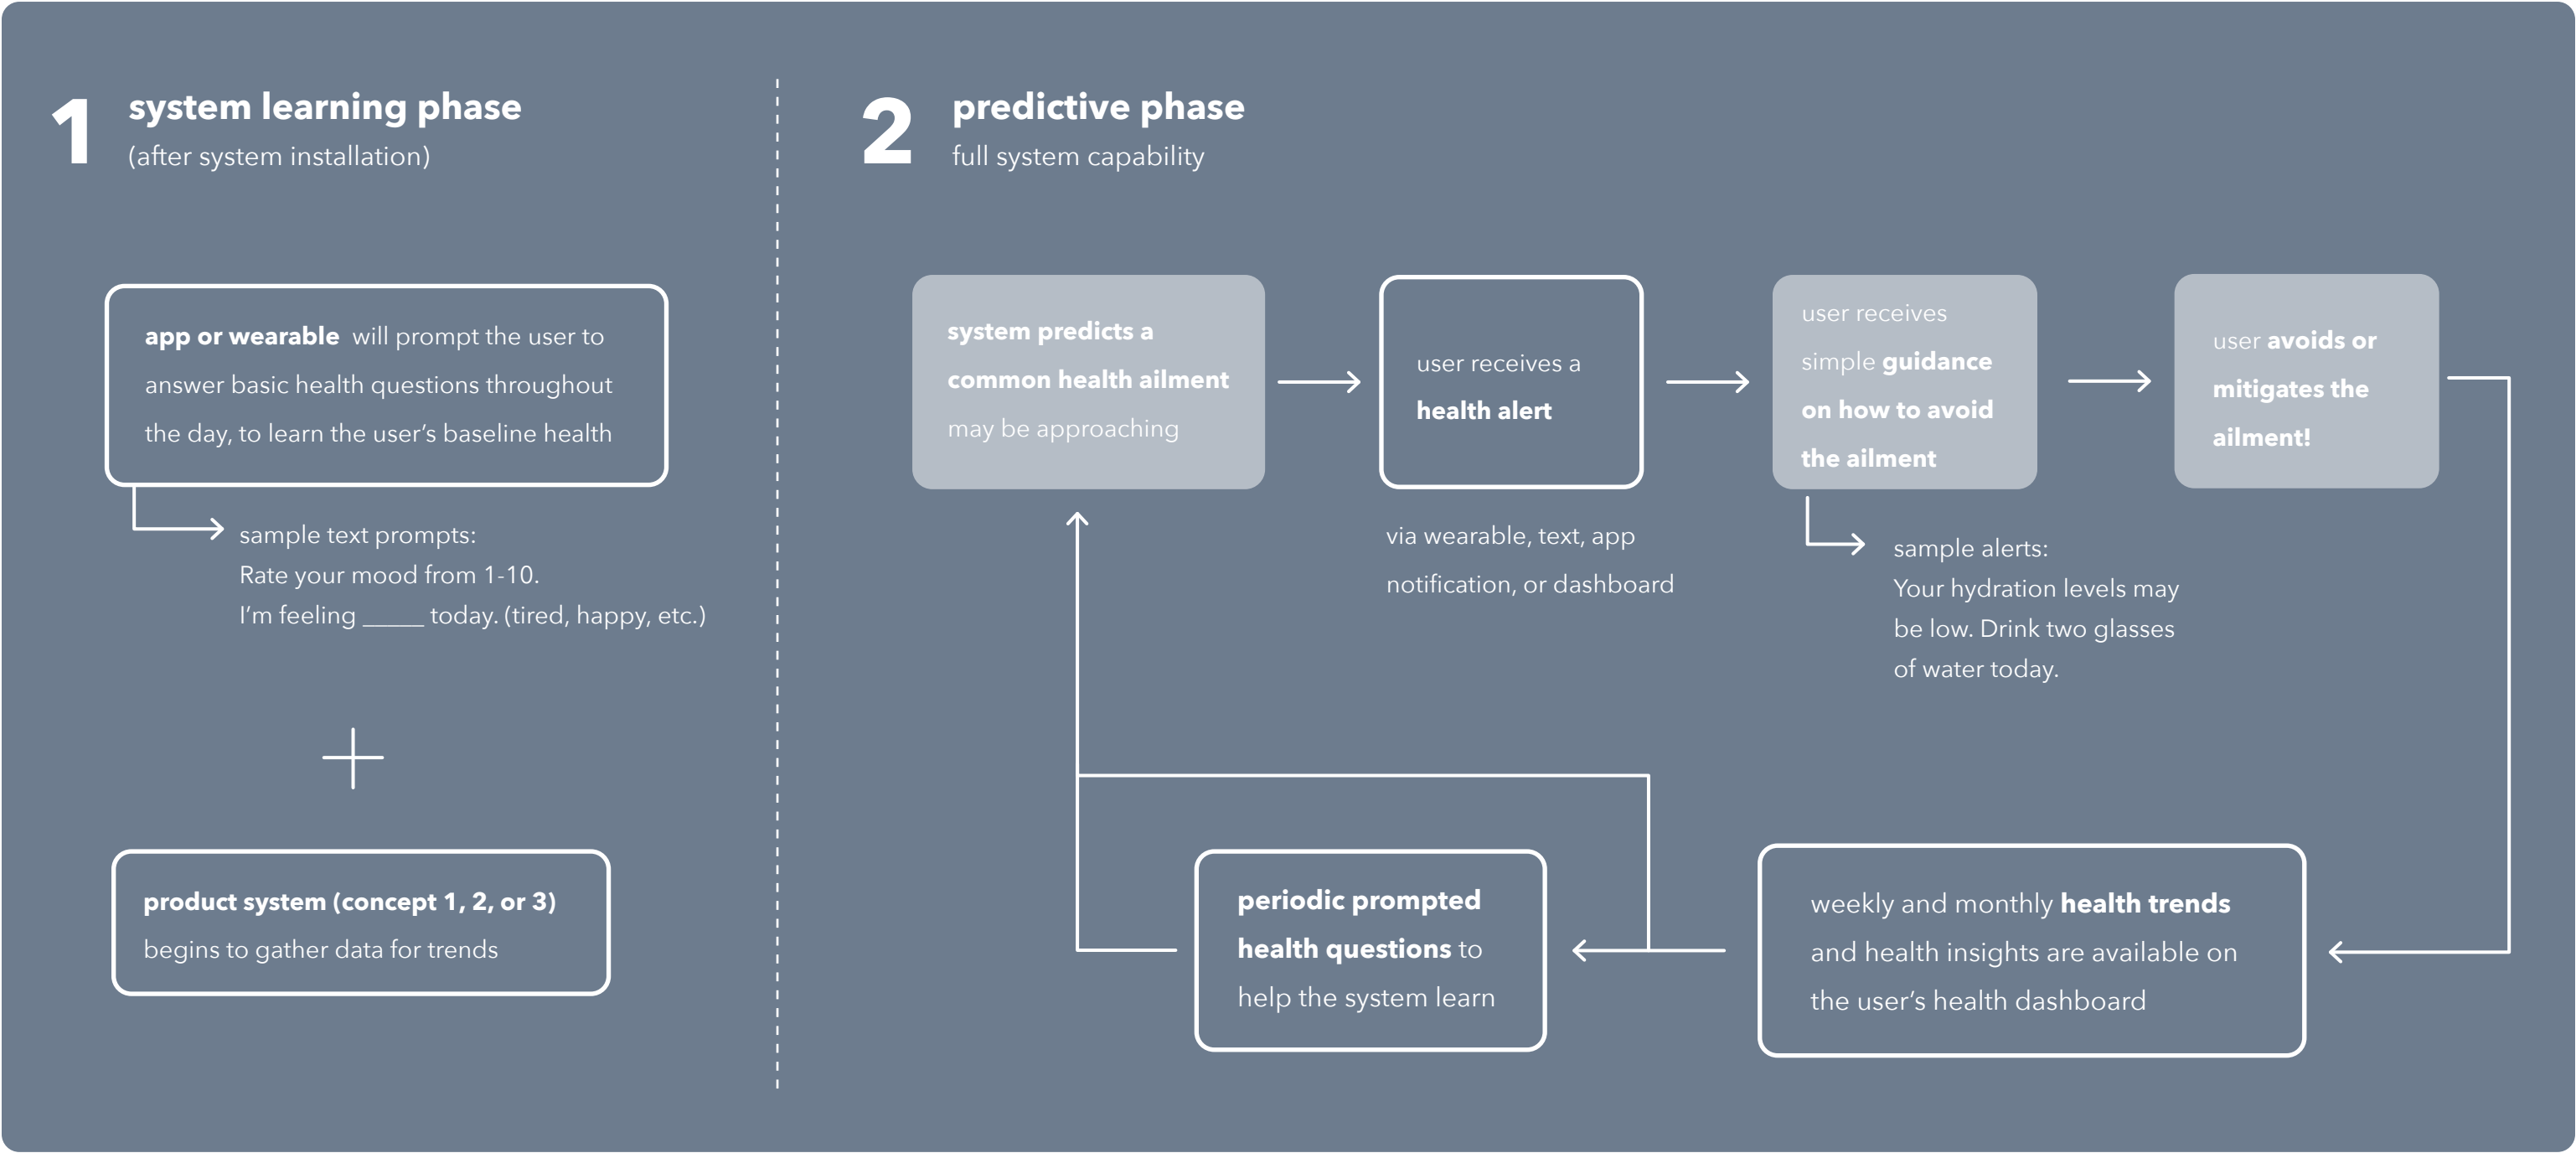 1
system learning phase
(after system installation)
app or wearable will prompt the user to
answer basic health questions throughout
the day, to learn the user’s baseline health
sample text prompts:
Rate your mood from 1-10.
I’m feeling _____ today. (tired, happy, etc.)
product system (concept 1, 2, or 3)
begins to gather data for trends
2
predictive phase
full system capability
system predicts a
common health ailment
may be approaching
user receives a
health alert
via wearable, text, app
notification, or dashboard
user receives
simple guidance
on how to avoid
the ailment
sample alerts:
Your hydration levels may
be low. Drink two glasses
of water today.
user avoids or
mitigates the
ailment!
weekly and monthly health trends
and health insights are available on
the user’s health dashboard
periodic prompted
health questions to
help the system learn